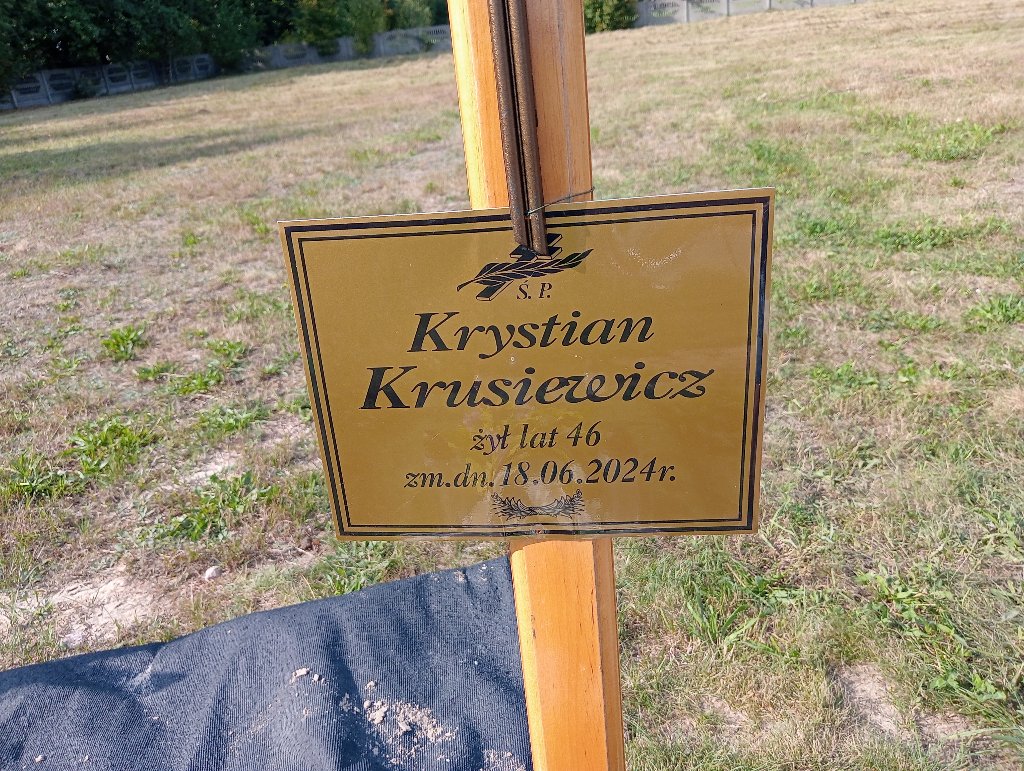 Ś. P.
Krystian
Krusiewicz
żył lat 46
zm.dn.18.06.2024r.